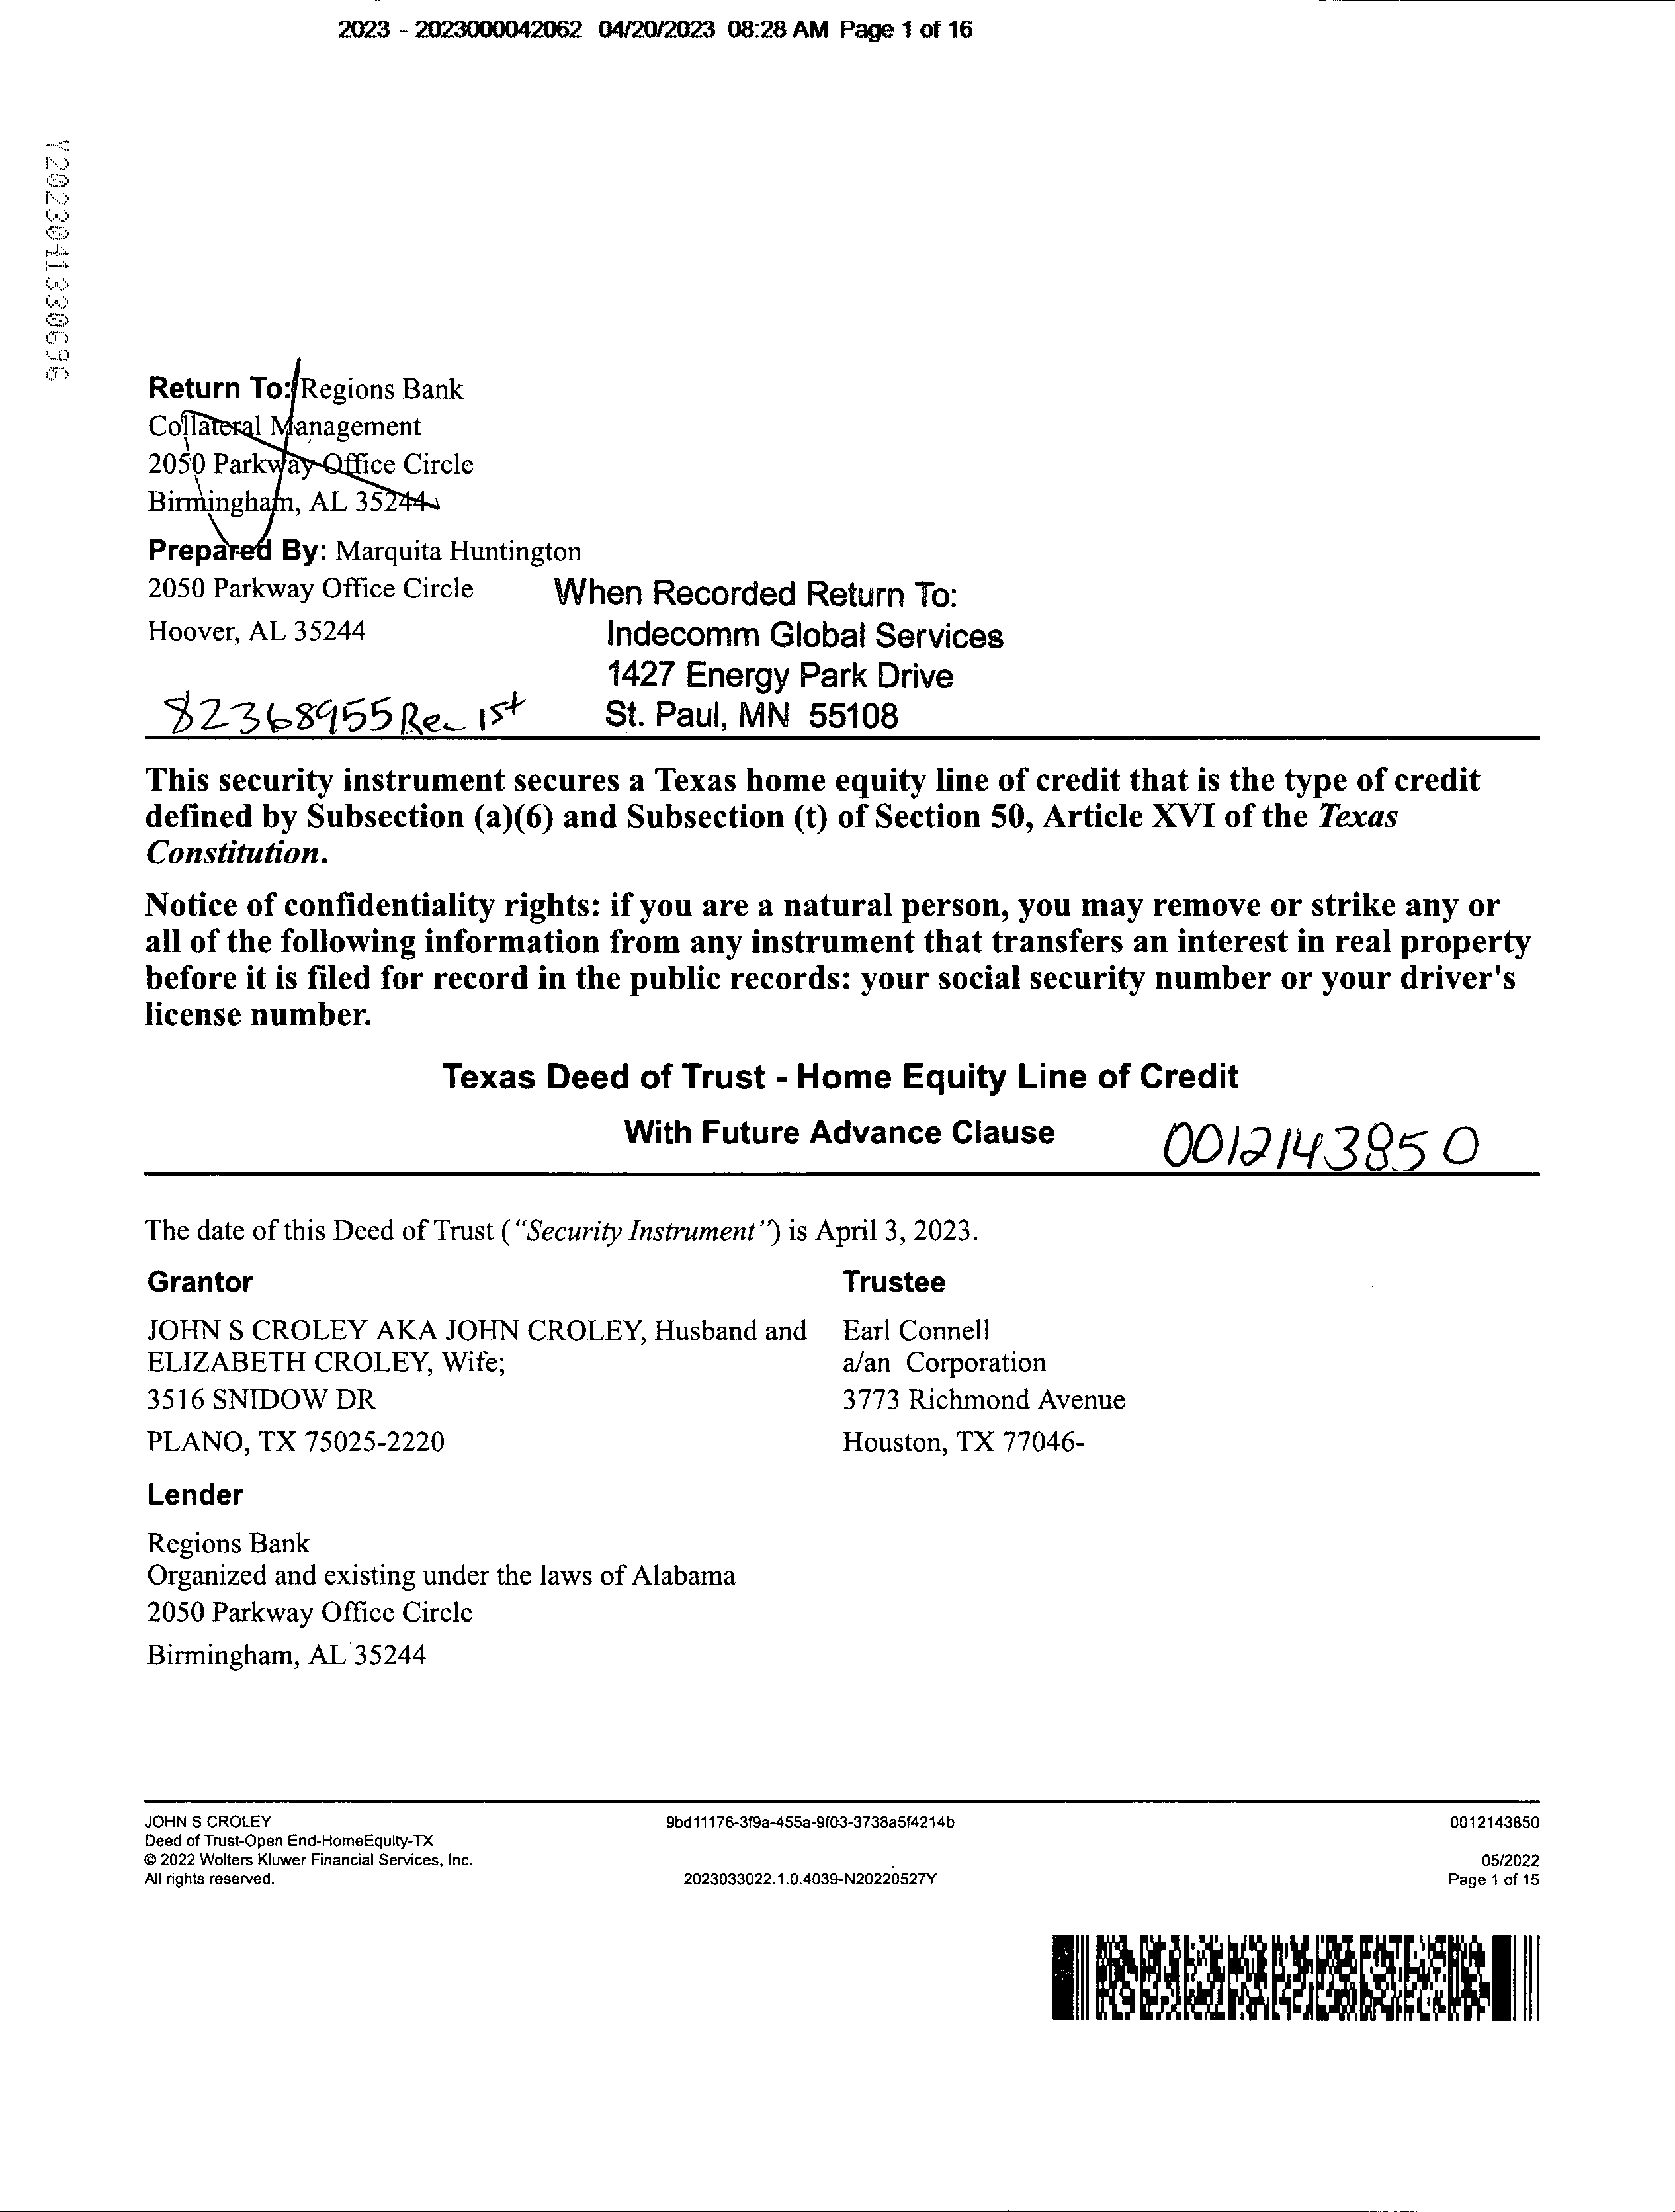 2023 - 2023000042062 04/20/2023 08:28 AM Page 1 of 16
Y20230413306​96
Return To: Regions Bank
Collateral Management
2050 Parkway Office Circle
Birmingham, AL 35244
Prepared By: Marquita Huntington
2050 Parkway Office Circle
Hoover, AL 35244
When Recorded Return To:
Indecomm Global Services
1427 Energy Park Drive
St. Paul, MN 55108
82368955 Rec 1st
This security instrument secures a Texas home equity line of credit that is the type of credit
defined by Subsection (a)(6) and Subsection (t) of Section 50, Article XVI of the Texas
Constitution.
Notice of confidentiality rights: if you are a natural person, you may remove or strike any or
all of the following information from any instrument that transfers an interest in real property
before it is filed for record in the public records: your social security number or your driver's
license number.
Texas Deed of Trust - Home Equity Line of Credit
With Future Advance Clause
0012143850
The date of this Deed of Trust ("Security Instrument") is April 3, 2023.
Grantor
JOHN S CROLEY AKA JOHN CROLEY, Husband and
ELIZABETH CROLEY, Wife;
3516 SNIDOW DR
PLANO, TX 75025-2220
Trustee
Earl Connell
a/an Corporation
3773 Richmond Avenue
Houston, TX 77046-
Lender
Regions Bank
Organized and existing under the laws of Alabama
2050 Parkway Office Circle
Birmingham, AL 35244
JOHN S CROLEY
Deed of Trust-Open End-HomeEquity-TX
© 2022 Wolters Kluwer Financial Services, Inc.
All rights reserved.
9bd11176-3f9a-455a-9f03-3738a5f4214b
2023033022.1.0.4039-N20220527Y
0012143850
05/2022
Page 1 of 15